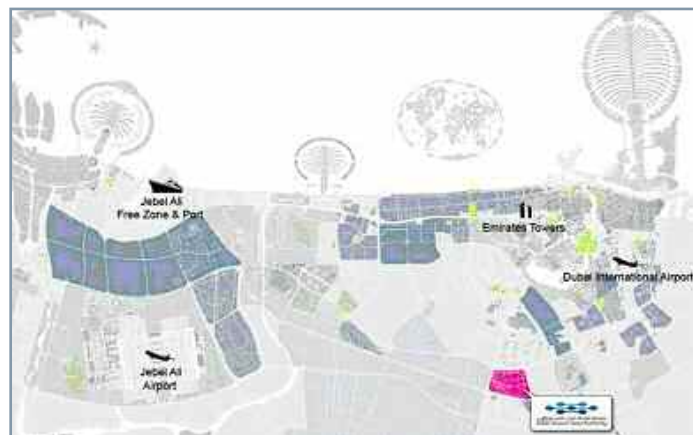 Jebel Ali
Free Zone & Port
Emirates Towers
Dubai International Airport
Jebel Ali
Airport